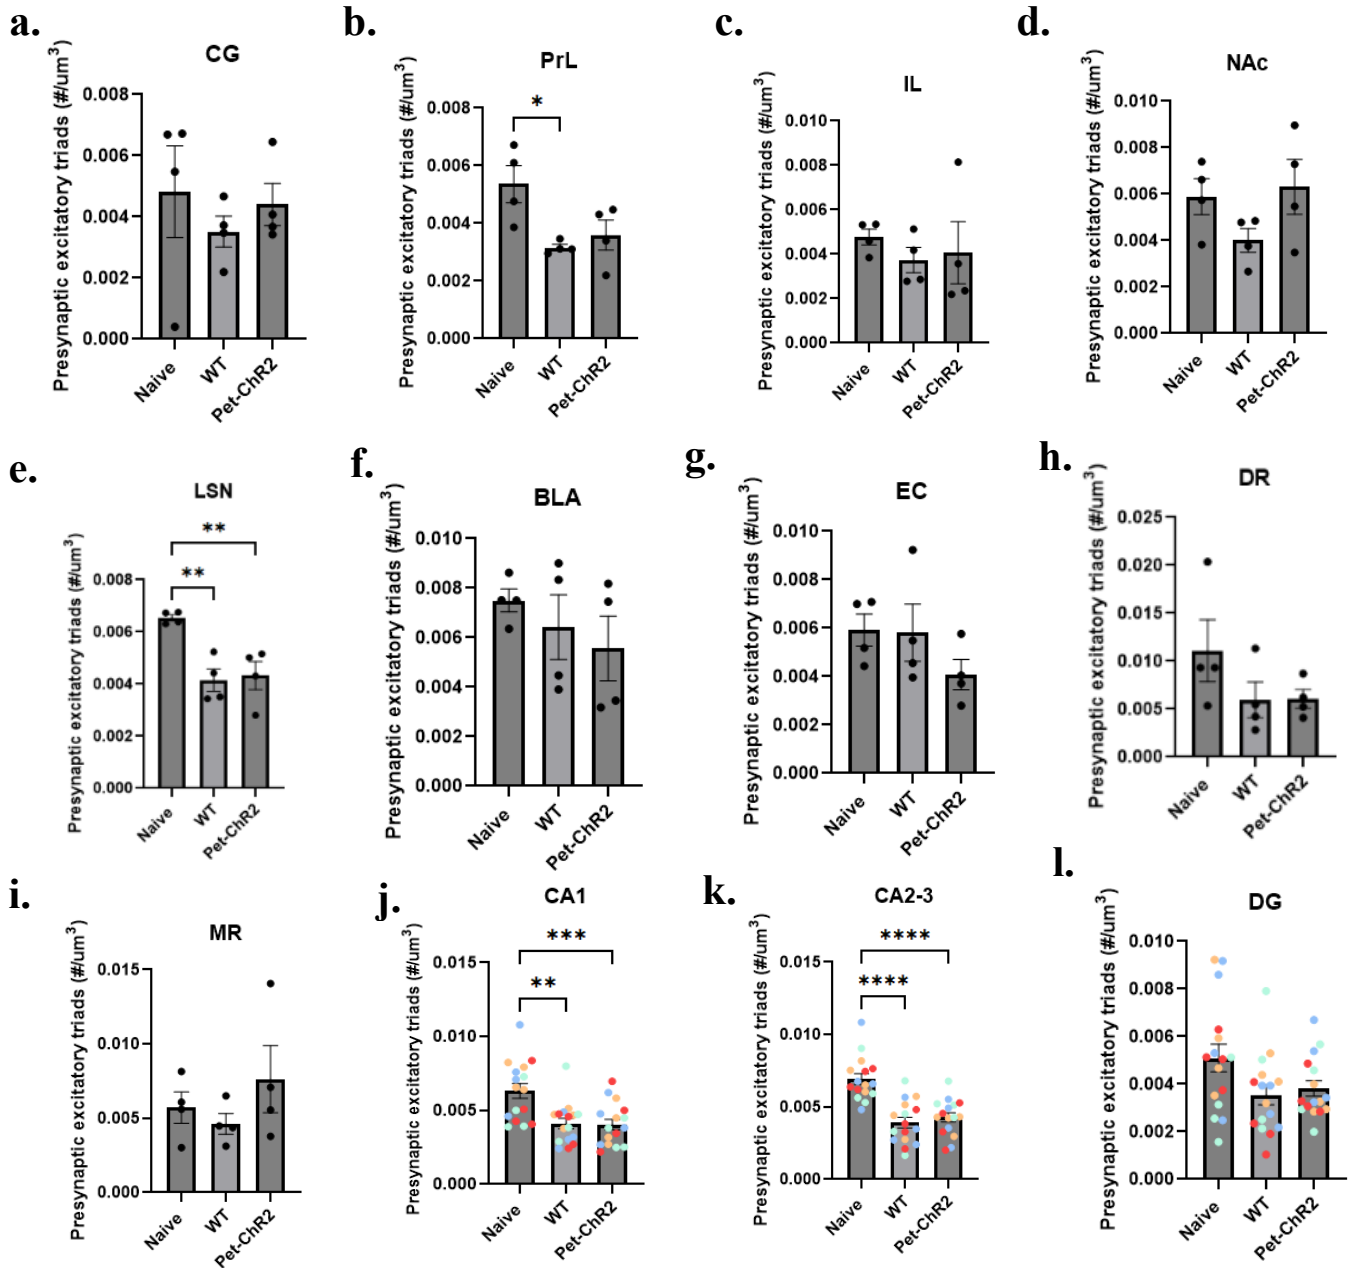 a.
CG
Presynaptic excitatory triads (#/um³)
0.008
0.006
0.004
0.002
0.000
Naive
WT
Pet-ChR2
b.
PrL
Presynaptic excitatory triads (#/um³)
0.008
0.006
0.004
0.002
0.000
*
Naive
WT
Pet-ChR2
c.
IL
Presynaptic excitatory triads (#/um³)
0.010
0.008
0.006
0.004
0.002
0.000
Naive
WT
Pet-ChR2
d.
NAc
Presynaptic excitatory triads (#/um³)
0.010
0.008
0.006
0.004
0.002
0.000
Naive
WT
Pet-ChR2
e.
LSN
Presynaptic excitatory triads (#/um³)
0.008
0.006
0.004
0.002
0.000
**
**
Naive
WT
Pet-ChR2
f.
BLA
Presynaptic excitatory triads (#/um³)
0.010
0.008
0.006
0.004
0.002
0.000
Naive
WT
Pet-ChR2
g.
EC
Presynaptic excitatory triads (#/um³)
0.010
0.008
0.006
0.004
0.002
0.000
Naive
WT
Pet-ChR2
h.
DR
Presynaptic excitatory triads (#/um³)
0.025
0.020
0.015
0.010
0.005
0.000
Naive
WT
Pet-ChR2
i.
MR
Presynaptic excitatory triads (#/um³)
0.015
0.010
0.005
0.000
Naive
WT
Pet-ChR2
j.
CA1
Presynaptic excitatory triads (#/um³)
0.015
0.010
0.005
0.000
***
**
Naive
WT
Pet-ChR2
k.
CA2-3
Presynaptic excitatory triads (#/um³)
0.015
0.010
0.005
0.000
****
****
Naive
WT
Pet-ChR2
l.
DG
Presynaptic excitatory triads (#/um³)
0.010
0.008
0.006
0.004
0.002
0.000
Naive
WT
Pet-ChR2